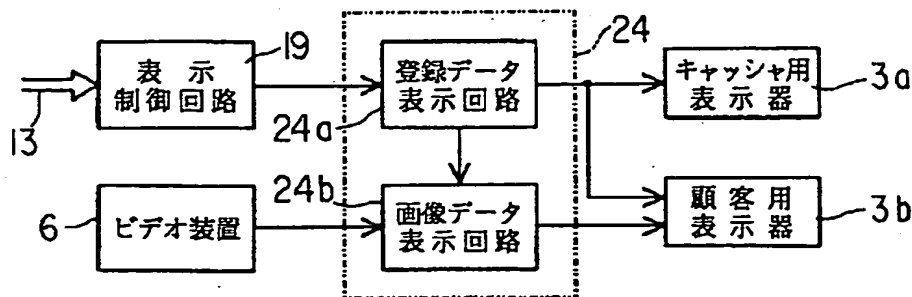 19
24
表示
制御回路
13
登録データ
表示回路
24a
キャッシャ用
表示器
3a
24b
6
ビデオ装置
画像データ
表示回路
顧客用
表示器
3b